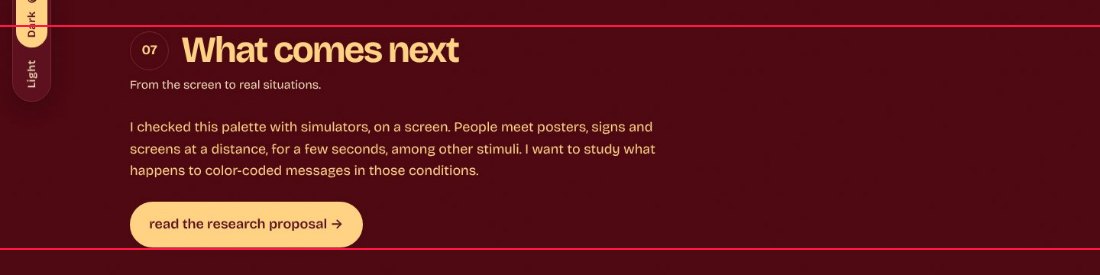 Dark
Light
07 What comes next
From the screen to real situations.
I checked this palette with simulators, on a screen. People meet posters, signs and
screens at a distance, for a few seconds, among other stimuli. I want to study what
happens to color-coded messages in those conditions.
read the research proposal →